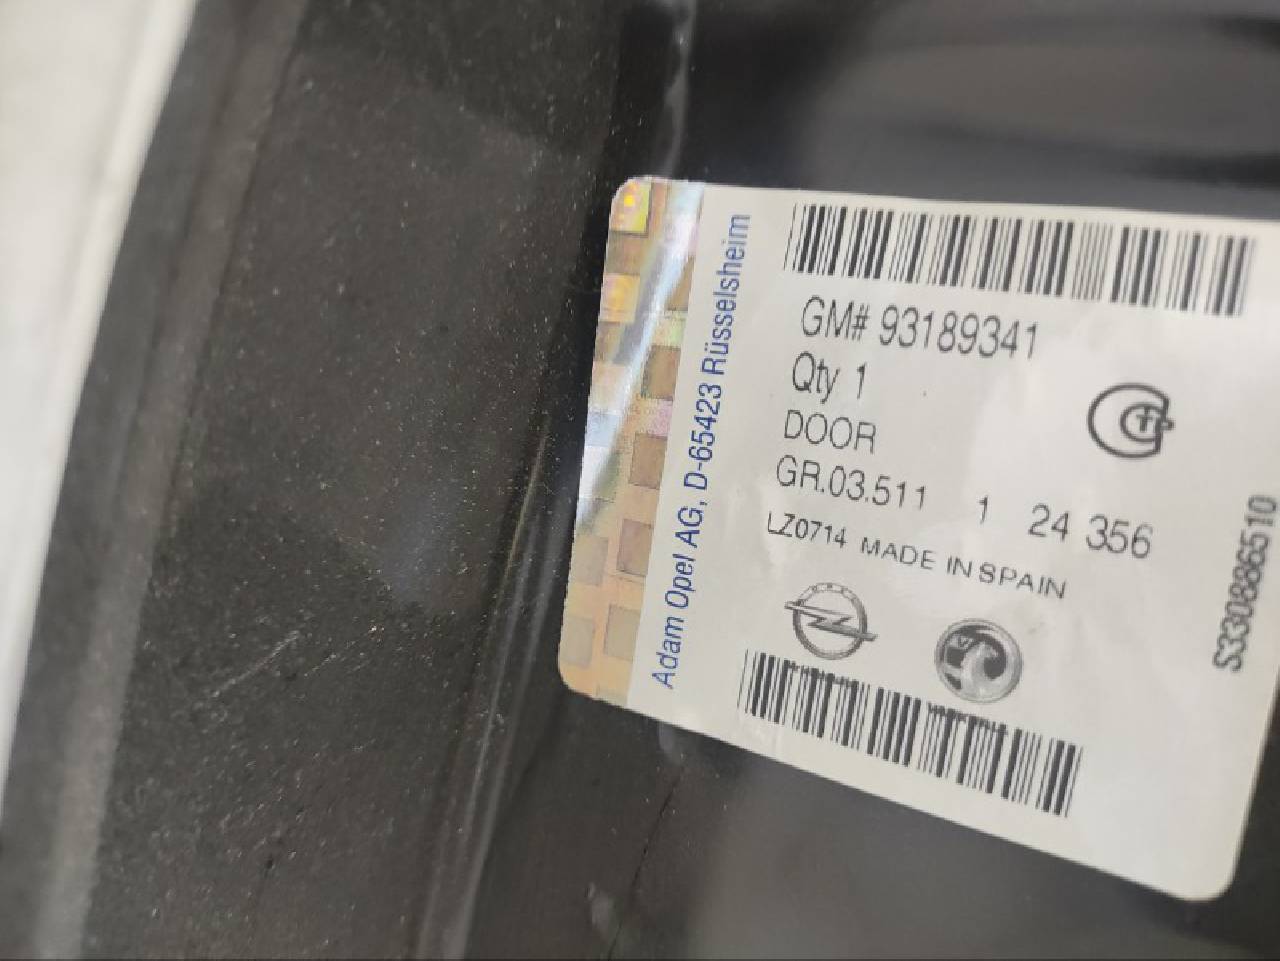 Adam Opel AG, D-65423 Rüsselsheim
GM# 93189341
Qty 1
DOOR
GR.03.511 1 24 356
LZ0714 MADE IN SPAIN
S330886510